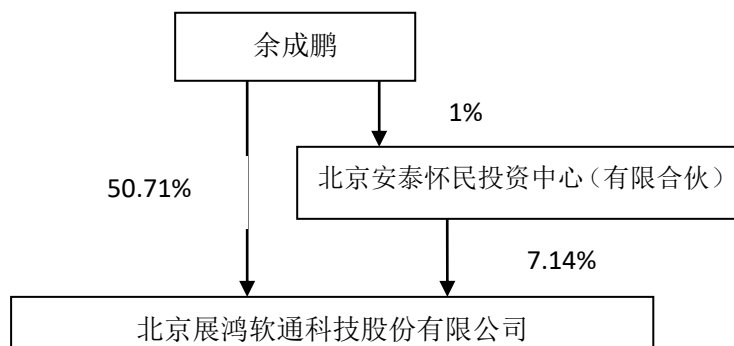 余成鹏
1%
北京安泰怀民投资中心（有限合伙）
50.71%
7.14%
北京展鸿软通科技股份有限公司